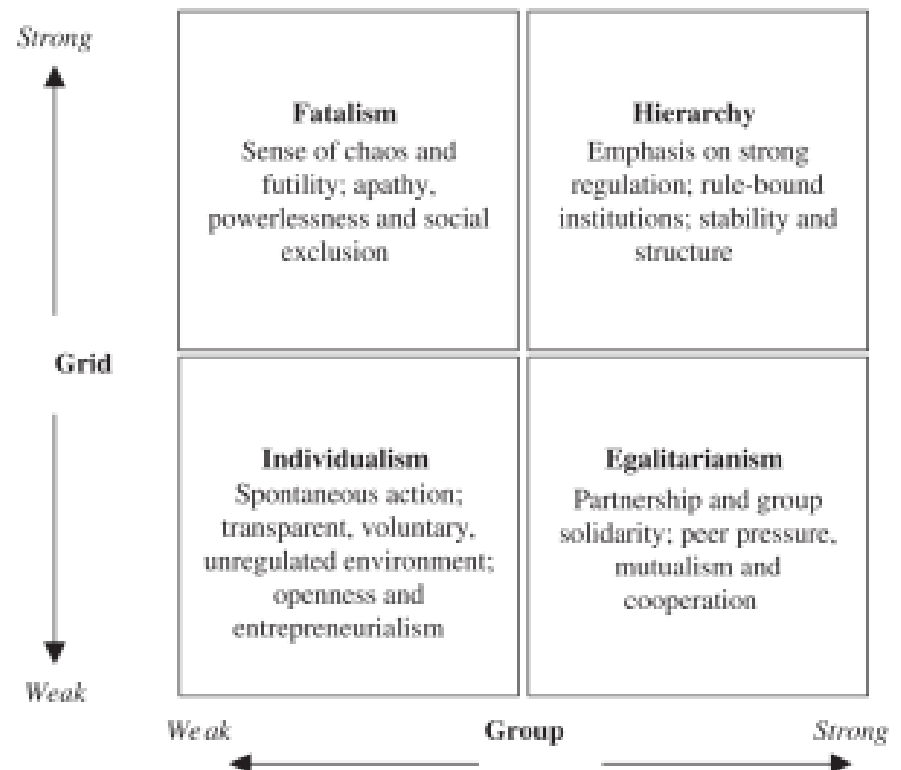 Strong
Fatalism
Sense of chaos and
futility; apathy,
powerlessness and social
exclusion
Hierarchy
Emphasis on strong
regulation; rule-bound
institutions; stability and
structure
Grid
Individualism
Spontaneous action;
transparent, voluntary,
unregulated environment;
openness and
entrepreneurialism
Egalitarianism
Partnership and group
solidarity; peer pressure,
mutualism and
cooperation
Weak
Weak
Group
Strong